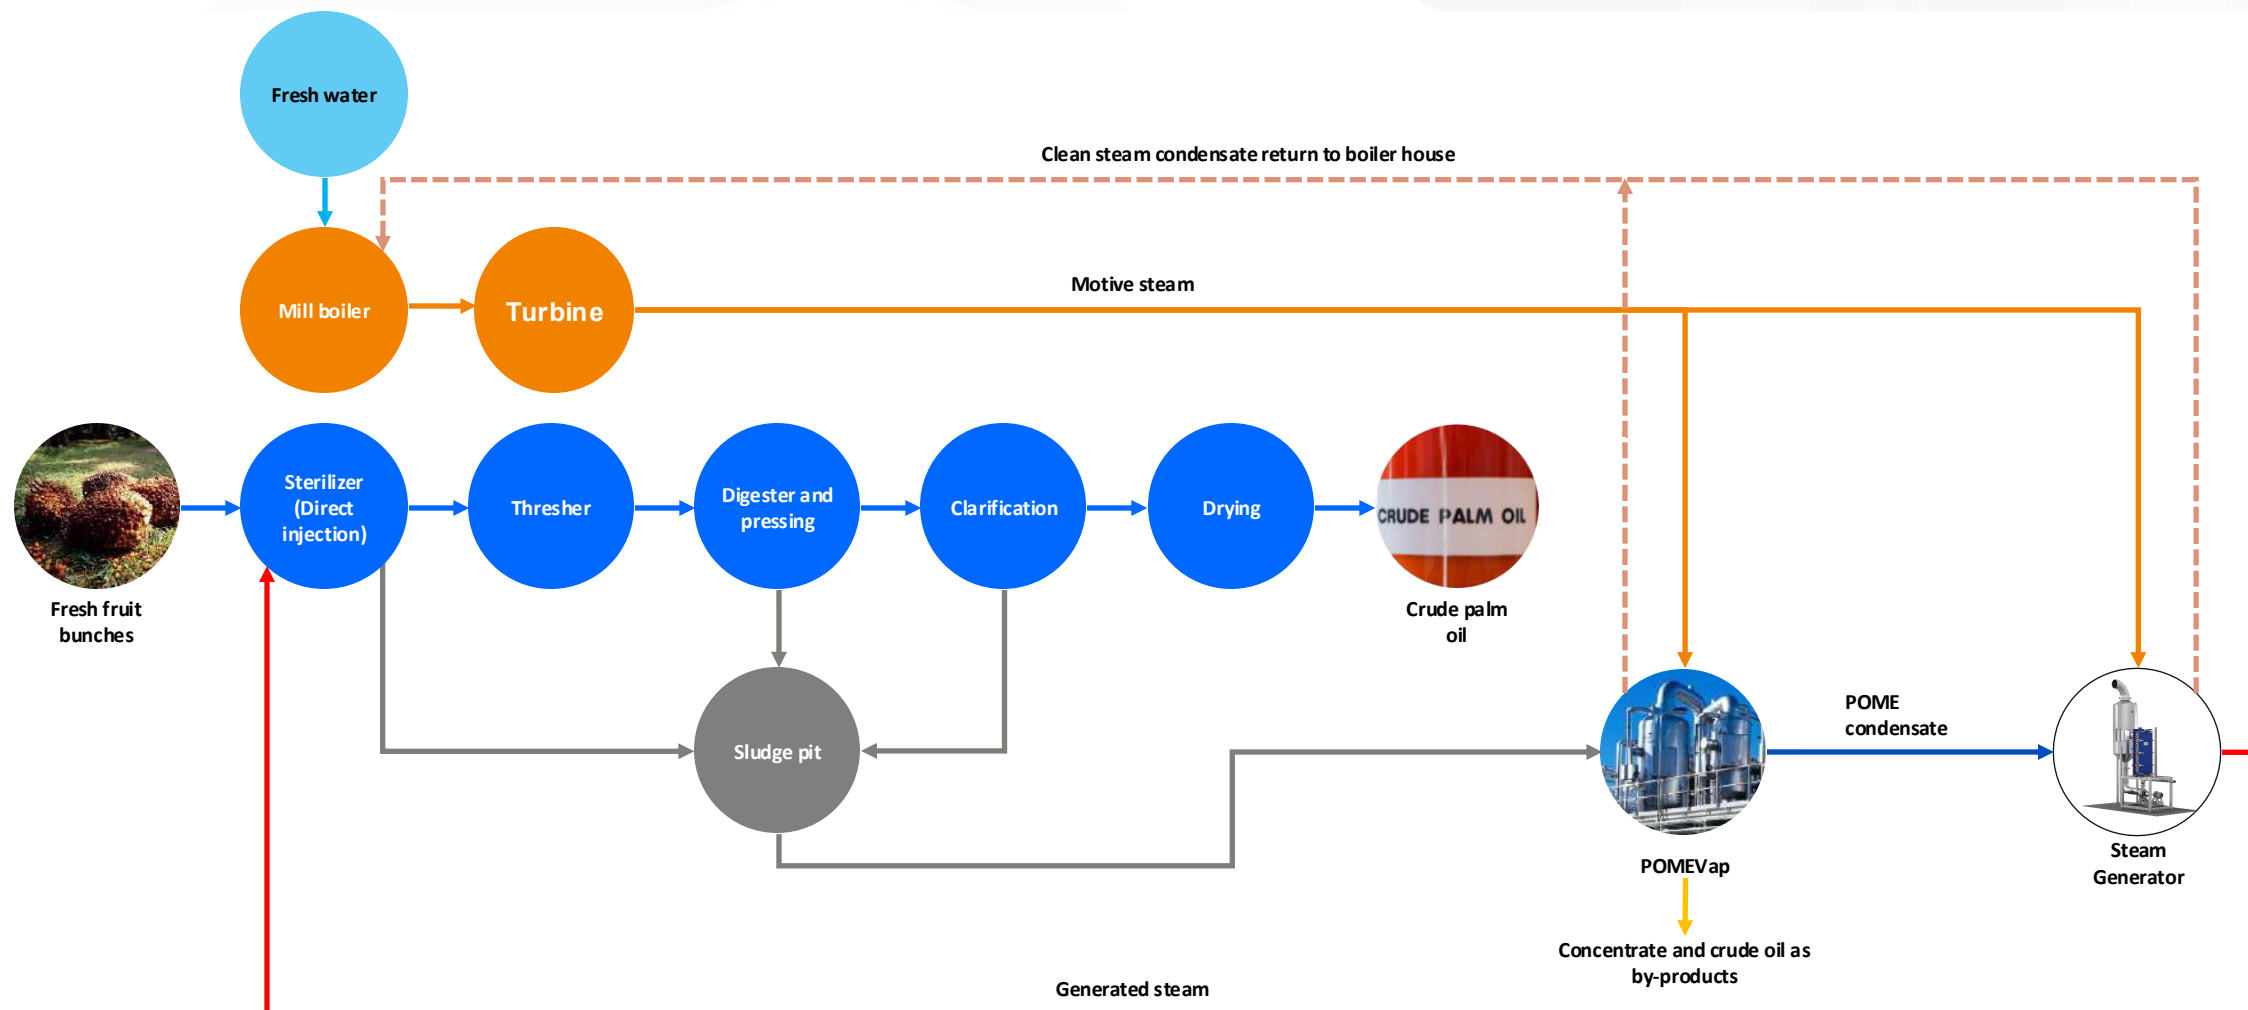 Fresh water
Clean steam condensate return to boiler house
Motive steam
Mill boiler
Turbine
Sterilizer
(Direct
injection)
Thresher
Digester and
pressing
Clarification
Drying
CRUDE PALM OIL
Fresh fruit
bunches
Crude palm
oil
Sludge pit
POME
condensate
POMEVap
Steam
Generator
Concentrate and crude oil as
by-products
Generated steam